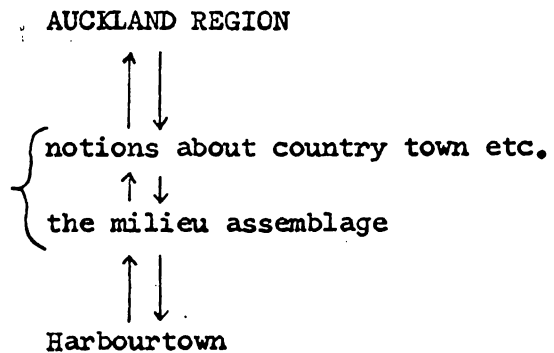 AUCKLAND REGION
notions about country town etc.
the milieu assemblage
Harbourtown